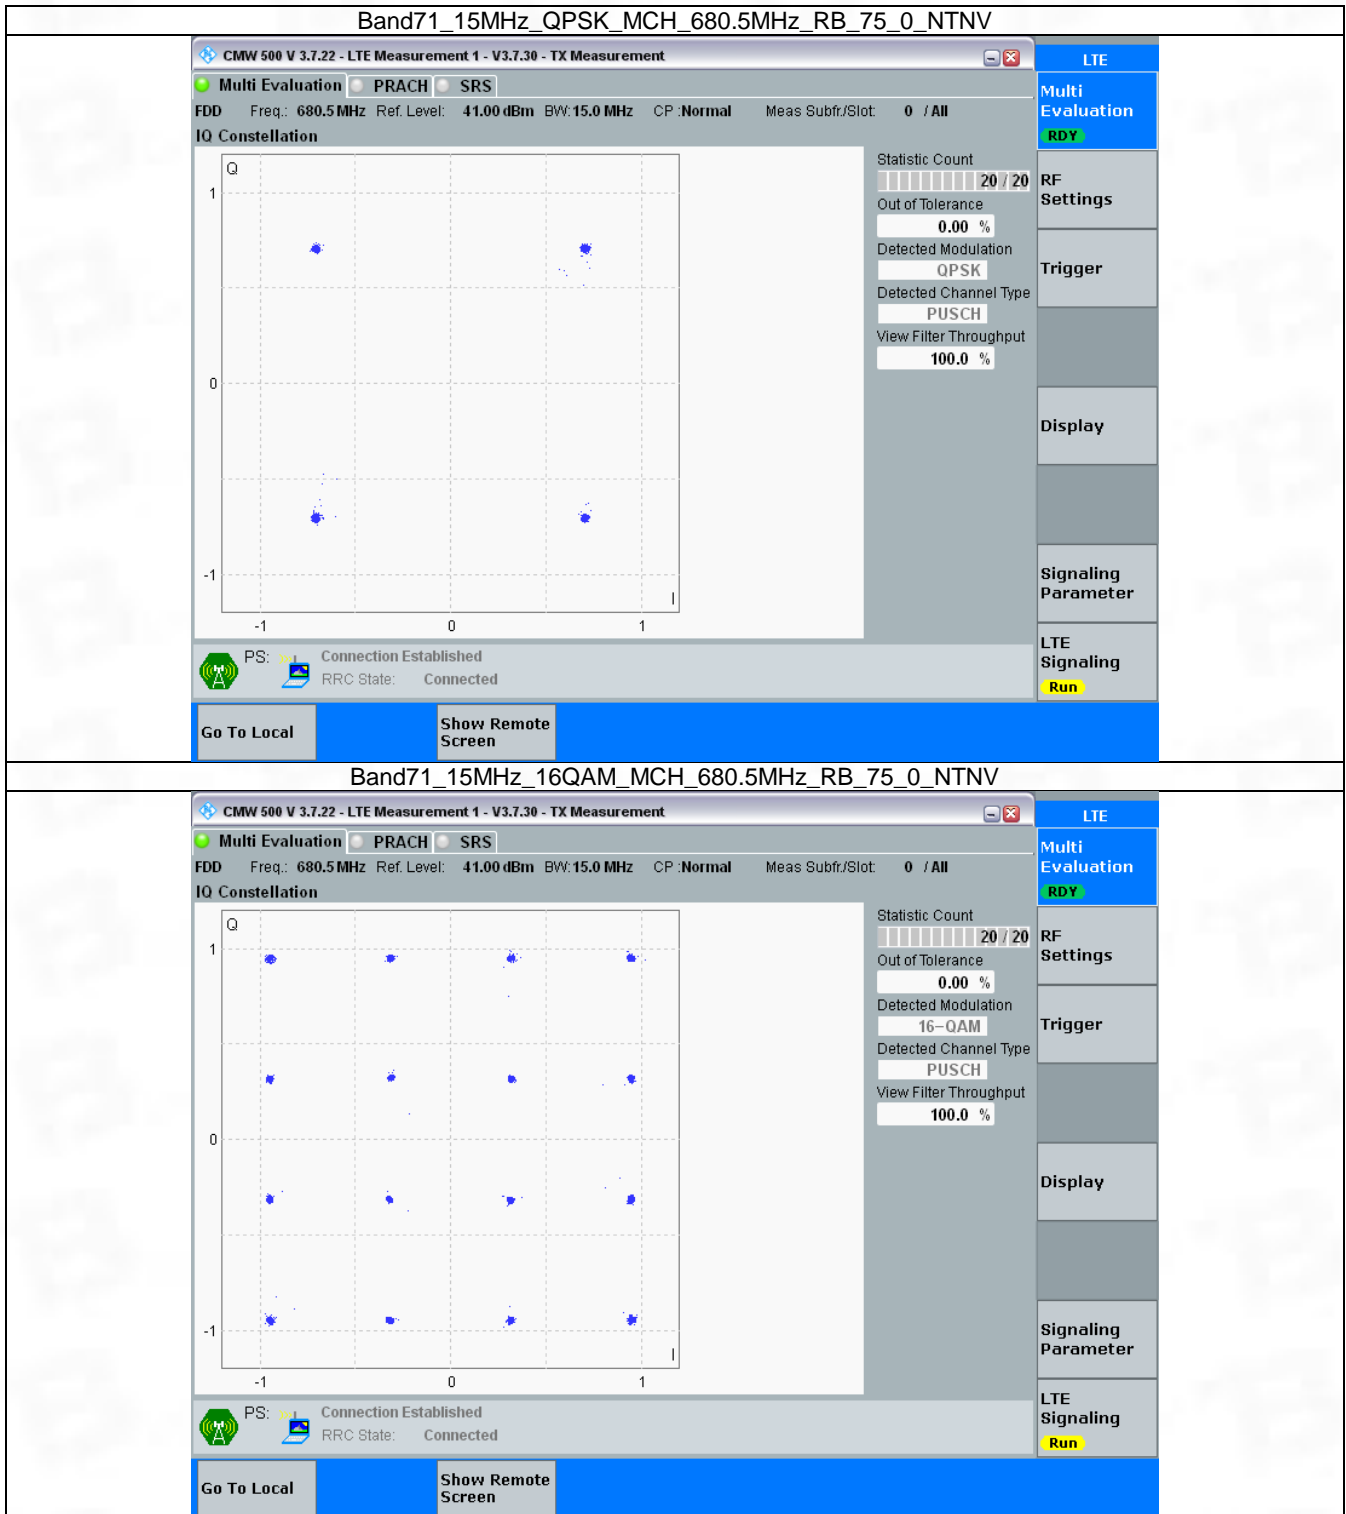 Band71_15MHz_QPSK_MCH_680.5MHz_RB_75_0_NTNV
CMW 500 V 3.7.22 - LTE Measurement 1 - V3.7.30 - TX Measurement
LTE
Multi Evaluation PRACH SRS
Multi
Evaluation
RDY
FDD Freq.: 680.5 MHz Ref. Level: 41.00 dBm BW: 15.0 MHz CP : Normal Meas Subfr./Slot: 0 / All
IQ Constellation
Q
1
0
-1
I
-1 0 1
Statistic Count
20 / 20
Out of Tolerance
0.00 %
Detected Modulation
QPSK
Detected Channel Type
PUSCH
View Filter Throughput
100.0 %
RF
Settings
Trigger
Display
Signaling
Parameter
LTE
Signaling
Run
PS: Connection Established
RRC State: Connected
Go To Local
Show Remote
Screen
Band71_15MHz_16QAM_MCH_680.5MHz_RB_75_0_NTNV
CMW 500 V 3.7.22 - LTE Measurement 1 - V3.7.30 - TX Measurement
LTE
Multi Evaluation PRACH SRS
Multi
Evaluation
RDY
FDD Freq.: 680.5 MHz Ref. Level: 41.00 dBm BW: 15.0 MHz CP : Normal Meas Subfr./Slot: 0 / All
IQ Constellation
Q
1
0
-1
I
-1 0 1
Statistic Count
20 / 20
Out of Tolerance
0.00 %
Detected Modulation
16-QAM
Detected Channel Type
PUSCH
View Filter Throughput
100.0 %
RF
Settings
Trigger
Display
Signaling
Parameter
LTE
Signaling
Run
PS: Connection Established
RRC State: Connected
Go To Local
Show Remote
Screen